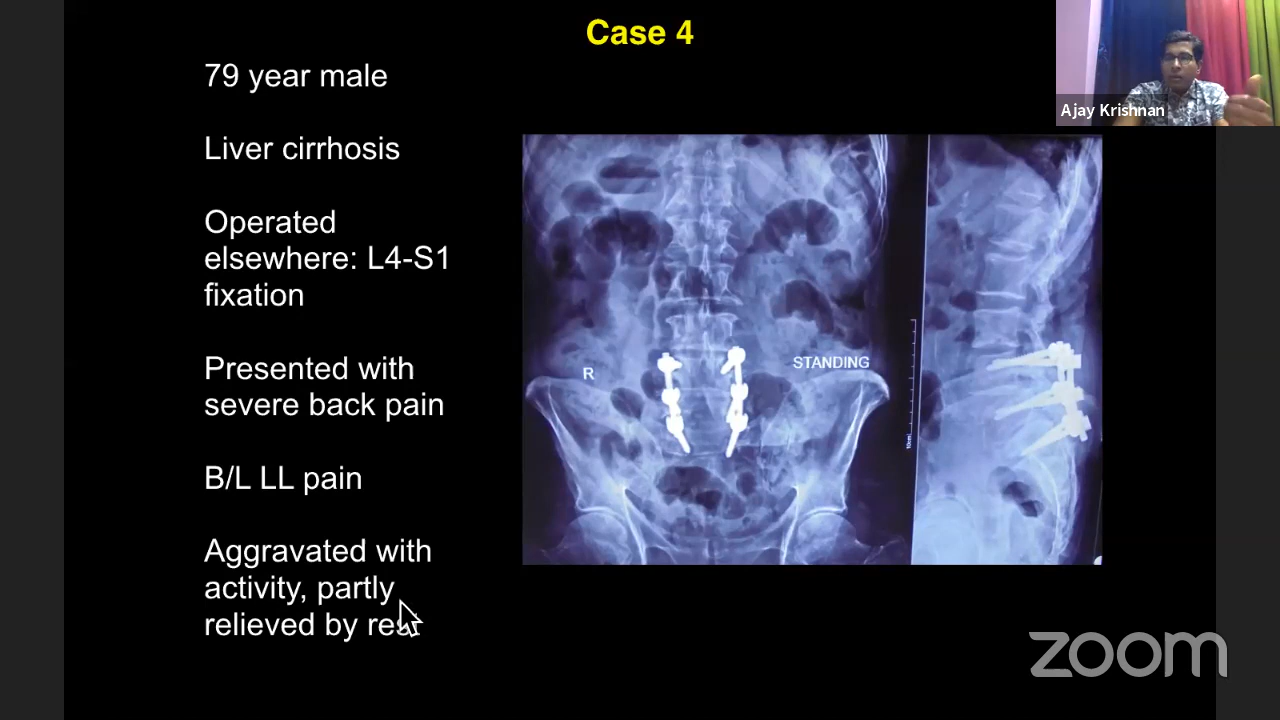 Case 4
79 year male
Liver cirrhosis
Operated
elsewhere: L4-S1
fixation
Presented with
severe back pain
B/L LL pain
Aggravated with
activity, partly
relieved by rest
R
STANDING
Ajay Krishnan
zoom